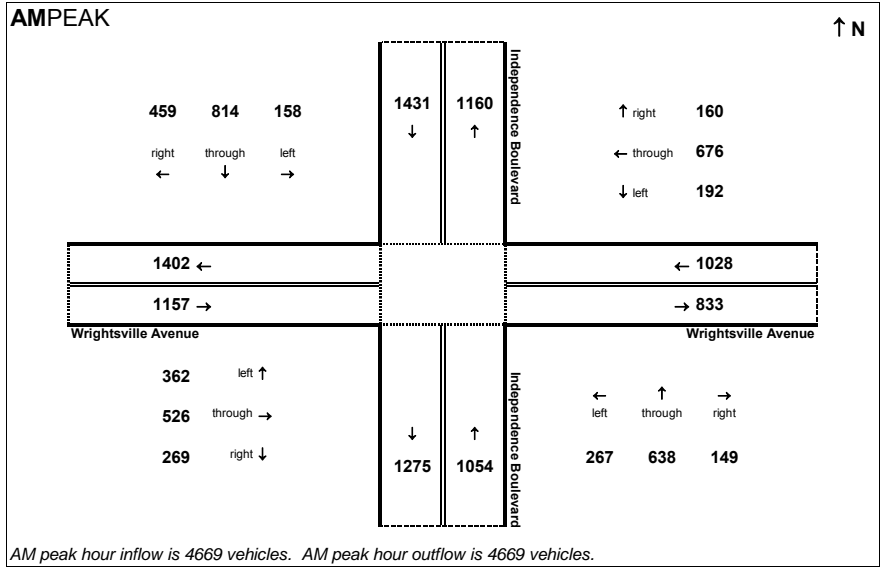 AMPEAK
↑ N
Independence Boulevard
459 814 158
right through left
← ↓ →
1431 1160
↓ ↑
↑ right 160
← through 676
↓ left 192
1402 ←
← 1028
1157 →
→ 833
Wrightsville Avenue
Wrightsville Avenue
362 left ↑
526 through →
269 right ↓
↓ ↑
1275 1054
Independence Boulevard
← ↑ →
left through right
267 638 149
AM peak hour inflow is 4669 vehicles. AM peak hour outflow is 4669 vehicles.